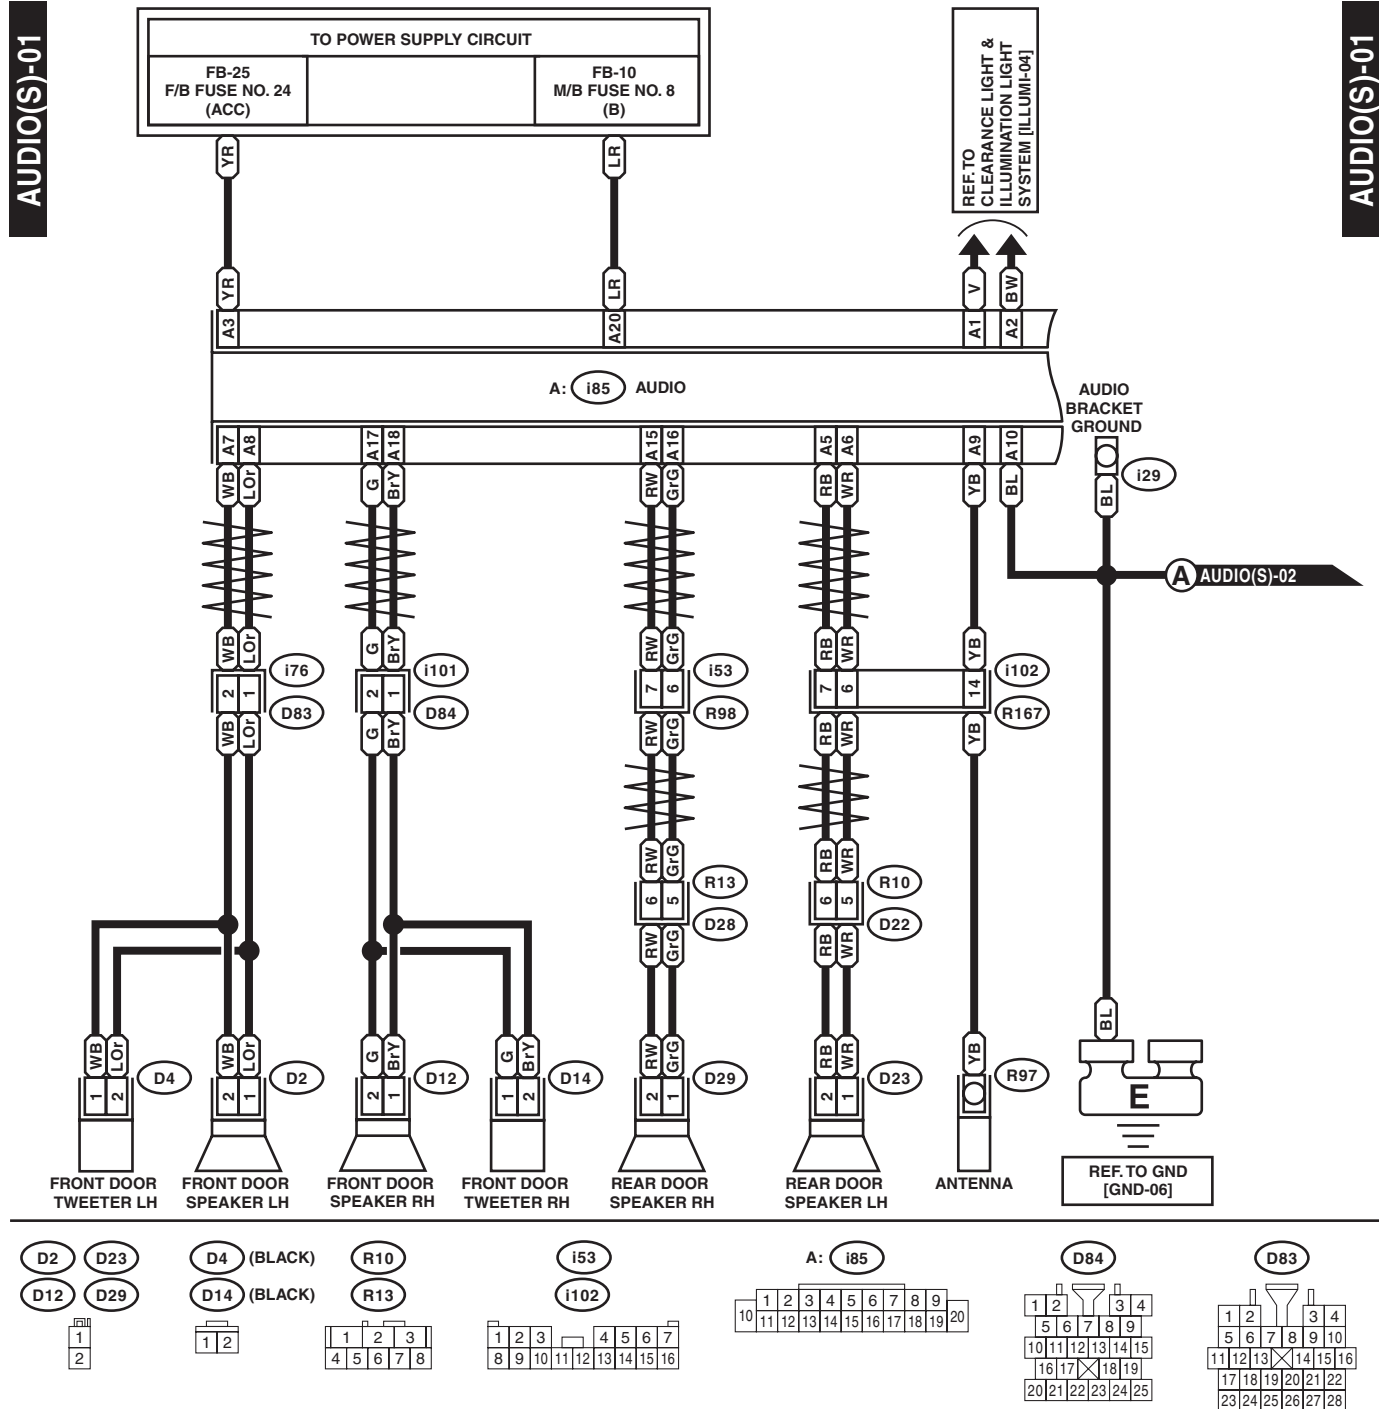 AUDIO(S)-01
AUDIO(S)-01
TO POWER SUPPLY CIRCUIT
FB-25
F/B FUSE NO. 24
(ACC)
FB-10
M/B FUSE NO. 8
(B)
REF.TO
CLEARANCE LIGHT &
ILLUMINATION LIGHT
SYSTEM [ILLUMI-04]
YR LR
YR LR V BW
A3 A20 A1 A2
A: i85 AUDIO
AUDIO
BRACKET
GROUND
A7 A8 A17 A18 A15 A16 A5 A6 A9 A10
i29
WB LOr G BrY RW GrG RB WR YB BL BL
A AUDIO(S)-02
WB LOr G BrY RW GrG RB WR YB
2 1 i76 2 1 i101 7 6 i53 7 6 14 i102
D83 D84 R98 R167
WB LOr G BrY RW GrG RB WR YB
RW GrG RB WR
6 5 R13 6 5 R10
D28 D22
RW GrG RB WR
BL
WB LOr WB LOr G BrY G BrY RW GrG RB WR YB
1 2 D4 2 1 D2 2 1 D12 1 2 D14 2 1 D29 2 1 D23 R97
E
FRONT DOOR
TWEETER LH
FRONT DOOR
SPEAKER LH
FRONT DOOR
SPEAKER RH
FRONT DOOR
TWEETER RH
REAR DOOR
SPEAKER RH
REAR DOOR
SPEAKER LH
ANTENNA
REF. TO GND
[GND-06]
D2 D23
D12 D29
1
2
D4 (BLACK)
D14 (BLACK)
1 2
R10
R13
1 2 3
4 5 6 7 8
i53
i102
1 2 3 4 5 6 7
8 9 10 11 12 13 14 15 16
A: i85
1 2 3 4 5 6 7 8 9
10 11 12 13 14 15 16 17 18 19 20
D84
1 2 3 4
5 6 7 8 9
10 11 12 13 14 15
16 17 18 19
20 21 22 23 24 25
D83
1 2 3 4
5 6 7 8 9 10
11 12 13 14 15 16
17 18 19 20 21 22
23 24 25 26 27 28